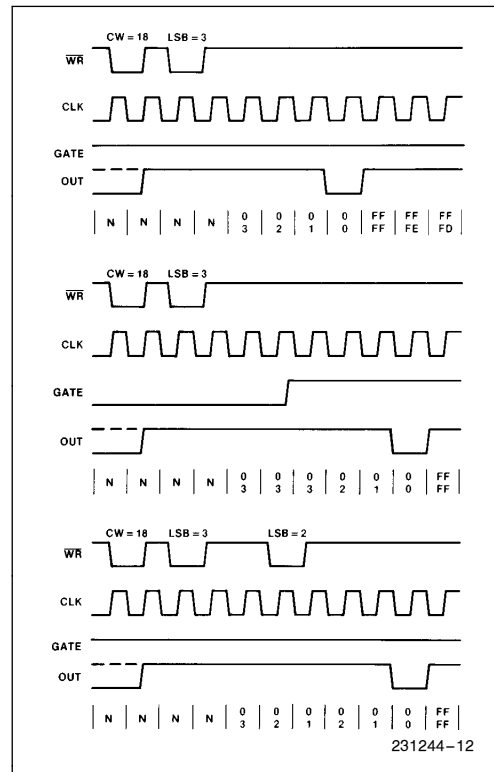 CW = 18 LSB = 3
WR
CLK
GATE
OUT
N N N N 0 0 0 0 FF FF FF
3 2 1 0 FF FE FD
CW = 18 LSB = 3
WR
CLK
GATE
OUT
N N N N 0 0 0 0 0 0 FF
3 3 3 2 1 0 FF
CW = 18 LSB = 3 LSB = 2
WR
CLK
GATE
OUT
N N N N 0 0 0 0 0 0 FF
3 2 1 2 1 0 FF
231244-12